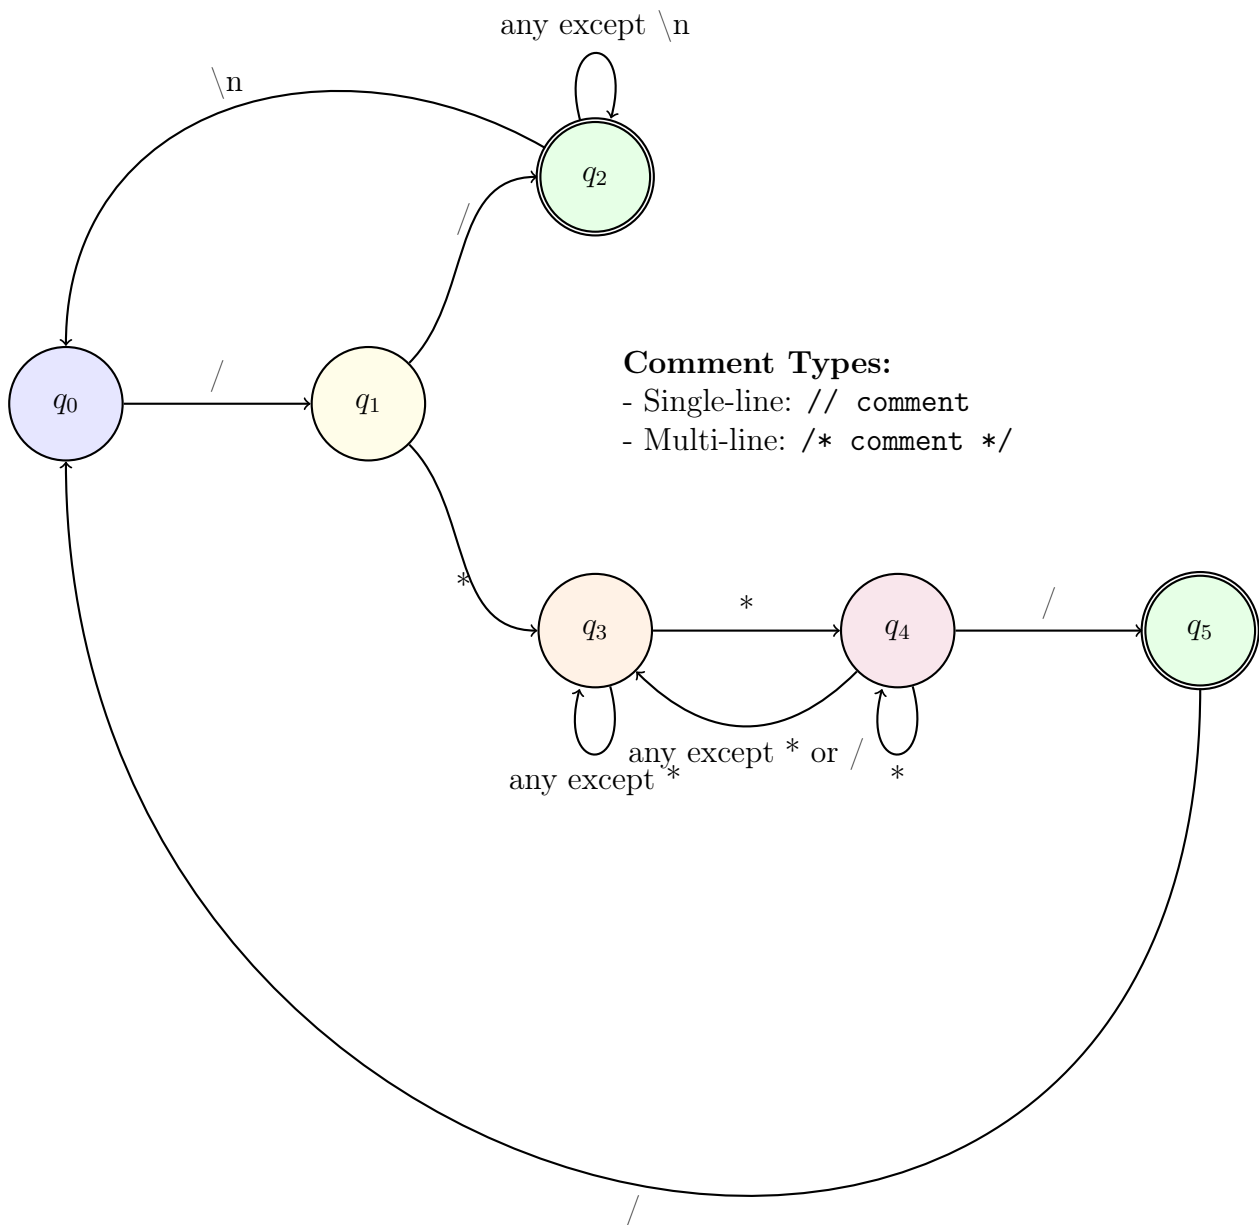 any except \n
\n
q2
/
q0
/
q1
Comment Types:
- Single-line: // comment
- Multi-line: /* comment */
*
q3
*
q4
/
q5
any except * or /
any except *
*
/